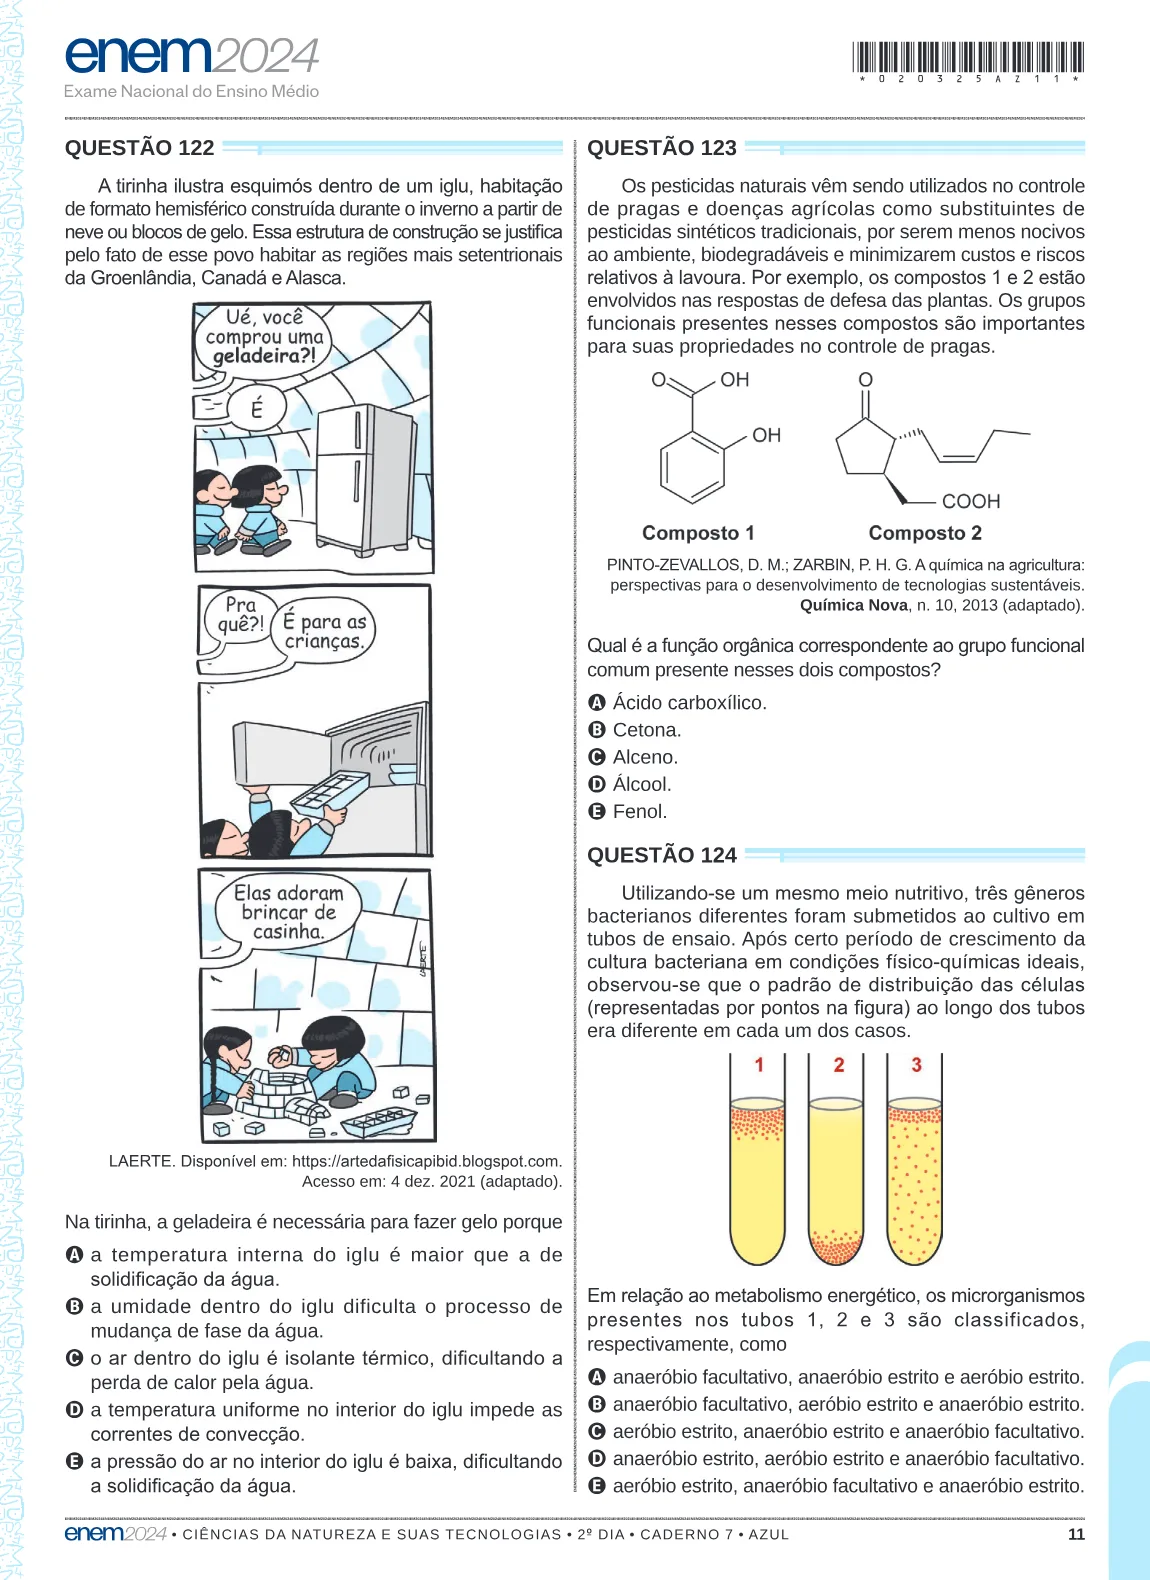 enem2024
Exame Nacional do Ensino Médio
*020325AZ11*
QUESTÃO 122
A tirinha ilustra esquimós dentro de um iglu, habitação
de formato hemisférico construída durante o inverno a partir de
neve ou blocos de gelo. Essa estrutura de construção se justifica
pelo fato de esse povo habitar as regiões mais setentrionais
da Groenlândia, Canadá e Alasca.
Ué, você
comprou uma
geladeira?!
É
Pra
quê?!
É para as
crianças.
Elas adoram
brincar de
casinha.
LAERTE
LAERTE. Disponível em: https://artedafisicapibid.blogspot.com.
Acesso em: 4 dez. 2021 (adaptado).
Na tirinha, a geladeira é necessária para fazer gelo porque
A a temperatura interna do iglu é maior que a de
solidificação da água.
B a umidade dentro do iglu dificulta o processo de
mudança de fase da água.
C o ar dentro do iglu é isolante térmico, dificultando a
perda de calor pela água.
D a temperatura uniforme no interior do iglu impede as
correntes de convecção.
E a pressão do ar no interior do iglu é baixa, dificultando
a solidificação da água.
QUESTÃO 123
Os pesticidas naturais vêm sendo utilizados no controle
de pragas e doenças agrícolas como substituintes de
pesticidas sintéticos tradicionais, por serem menos nocivos
ao ambiente, biodegradáveis e minimizarem custos e riscos
relativos à lavoura. Por exemplo, os compostos 1 e 2 estão
envolvidos nas respostas de defesa das plantas. Os grupos
funcionais presentes nesses compostos são importantes
para suas propriedades no controle de pragas.
O OH
OH
Composto 1
O
COOH
Composto 2
PINTO-ZEVALLOS, D. M.; ZARBIN, P. H. G. A química na agricultura:
perspectivas para o desenvolvimento de tecnologias sustentáveis.
Química Nova, n. 10, 2013 (adaptado).
Qual é a função orgânica correspondente ao grupo funcional
comum presente nesses dois compostos?
A Ácido carboxílico.
B Cetona.
C Alceno.
D Álcool.
E Fenol.
QUESTÃO 124
Utilizando-se um mesmo meio nutritivo, três gêneros
bacterianos diferentes foram submetidos ao cultivo em
tubos de ensaio. Após certo período de crescimento da
cultura bacteriana em condições físico-químicas ideais,
observou-se que o padrão de distribuição das células
(representadas por pontos na figura) ao longo dos tubos
era diferente em cada um dos casos.
1 2 3
Em relação ao metabolismo energético, os microrganismos
presentes nos tubos 1, 2 e 3 são classificados,
respectivamente, como
A anaeróbio facultativo, anaeróbio estrito e aeróbio estrito.
B anaeróbio facultativo, aeróbio estrito e anaeróbio estrito.
C aeróbio estrito, anaeróbio estrito e anaeróbio facultativo.
D anaeróbio estrito, aeróbio estrito e anaeróbio facultativo.
E aeróbio estrito, anaeróbio facultativo e anaeróbio estrito.
enem2024 • CIÊNCIAS DA NATUREZA E SUAS TECNOLOGIAS • 2º DIA • CADERNO 7 • AZUL
11